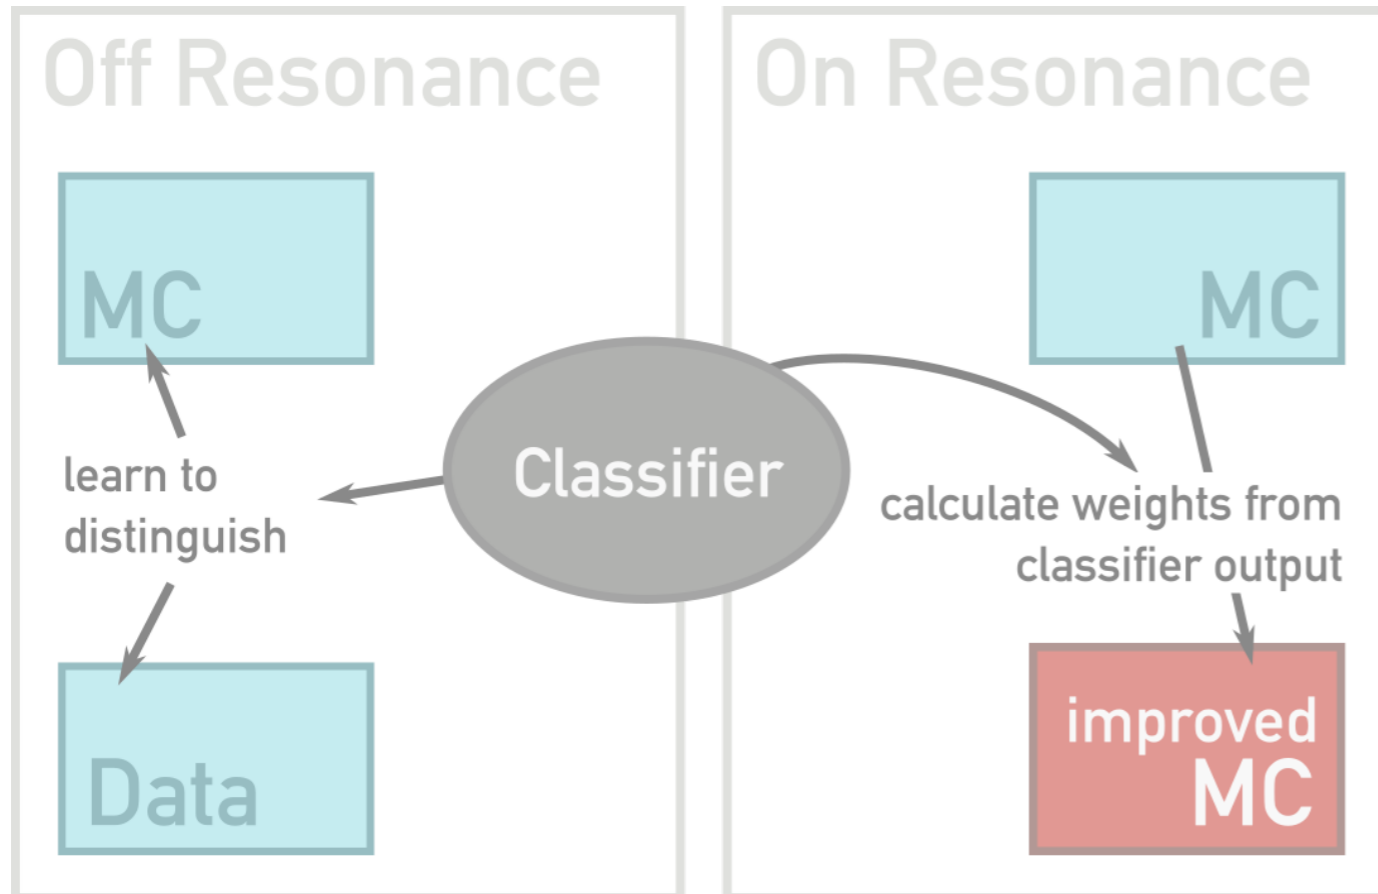 Off Resonance
MC
learn to
distinguish
Data
Classifier
On Resonance
MC
calculate weights from
classifier output
improved
MC